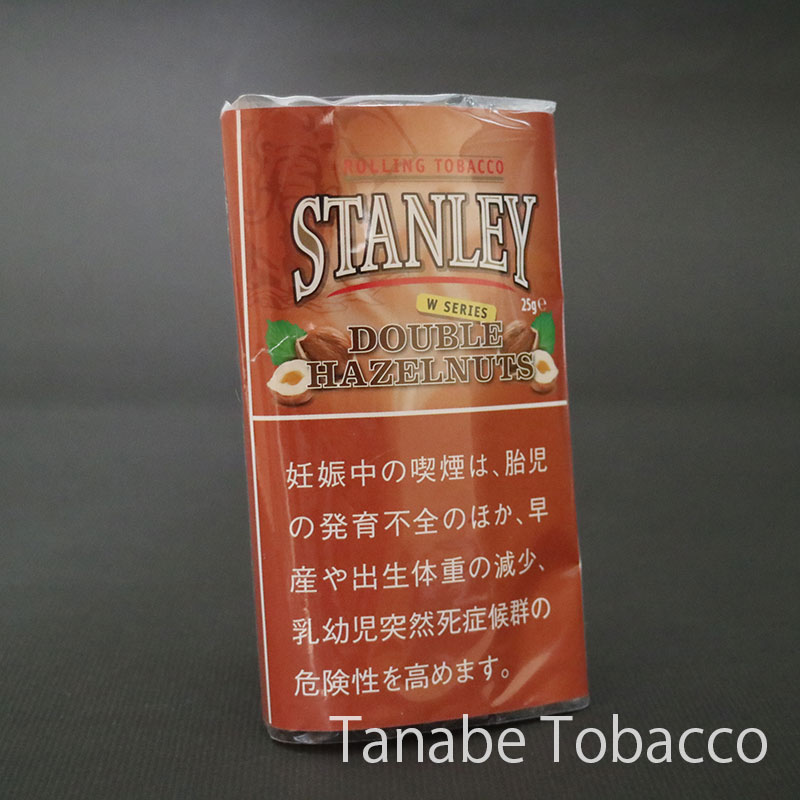 ROLLING TOBACCO
STANLEY
W SERIES
25g℮
DOUBLE
HAZELNUTS
妊娠中の喫煙は、胎児
の発育不全のほか、早
産や出生体重の減少、
乳幼児突然死症候群の
危険性を高めます。
Tanabe Tobacco